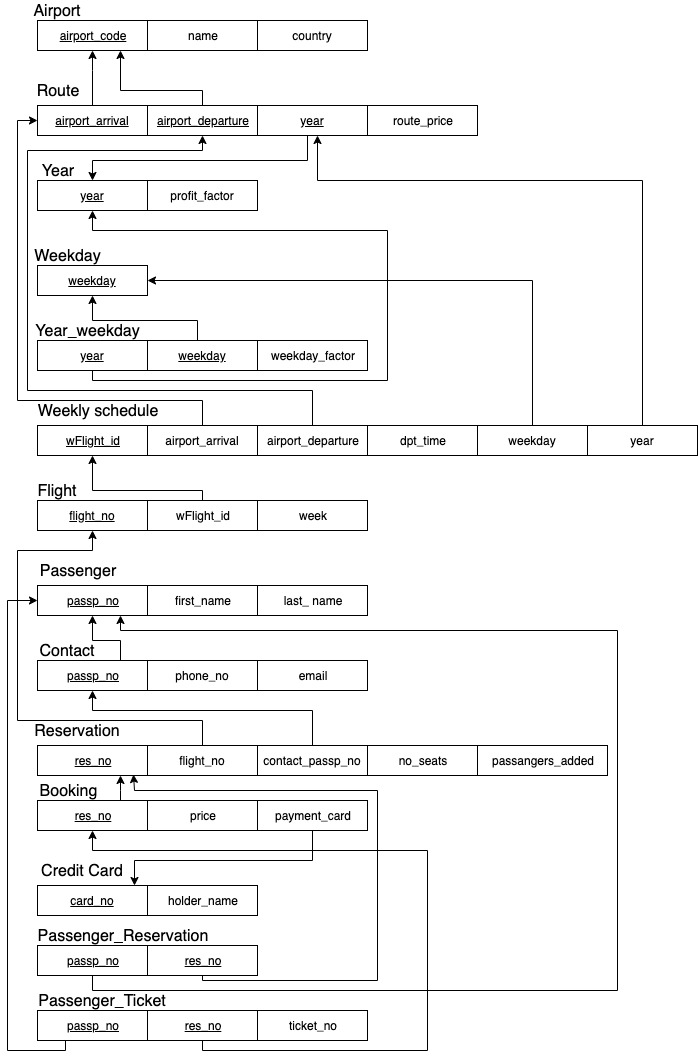 Airport
airport_code name country
Route
airport_arrival airport_departure year route_price
Year
year profit_factor
Weekday
weekday
Year_weekday
year weekday weekday_factor
Weekly schedule
wFlight_id airport_arrival airport_departure dpt_time weekday year
Flight
flight_no wFlight_id week
Passenger
passp_no first_name last_ name
Contact
passp_no phone_no email
Reservation
res_no flight_no contact_passp_no no_seats passangers_added
Booking
res_no price payment_card
Credit Card
card_no holder_name
Passenger_Reservation
passp_no res_no
Passenger_Ticket
passp_no res_no ticket_no